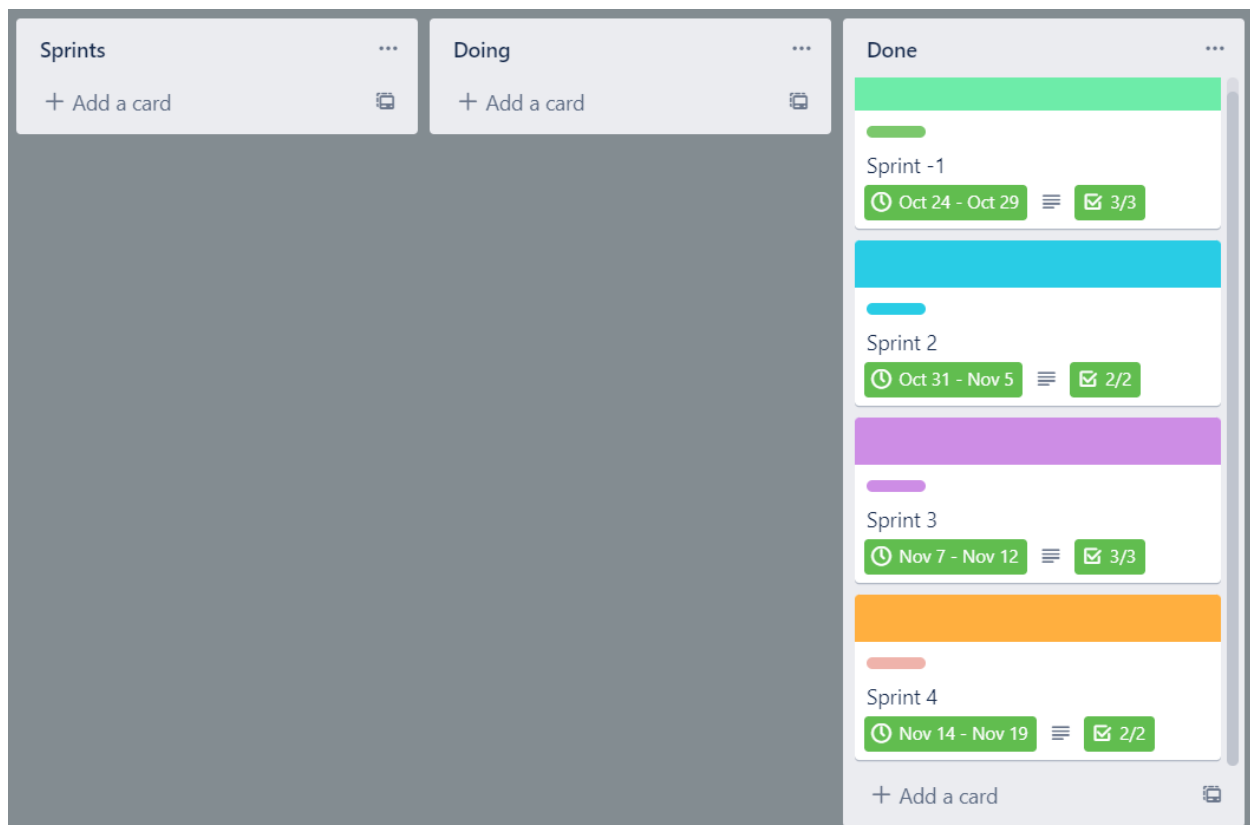 Sprints
+ Add a card
Doing
+ Add a card
Done
Sprint -1
Oct 24 - Oct 29 3/3
Sprint 2
Oct 31 - Nov 5 2/2
Sprint 3
Nov 7 - Nov 12 3/3
Sprint 4
Nov 14 - Nov 19 2/2
+ Add a card